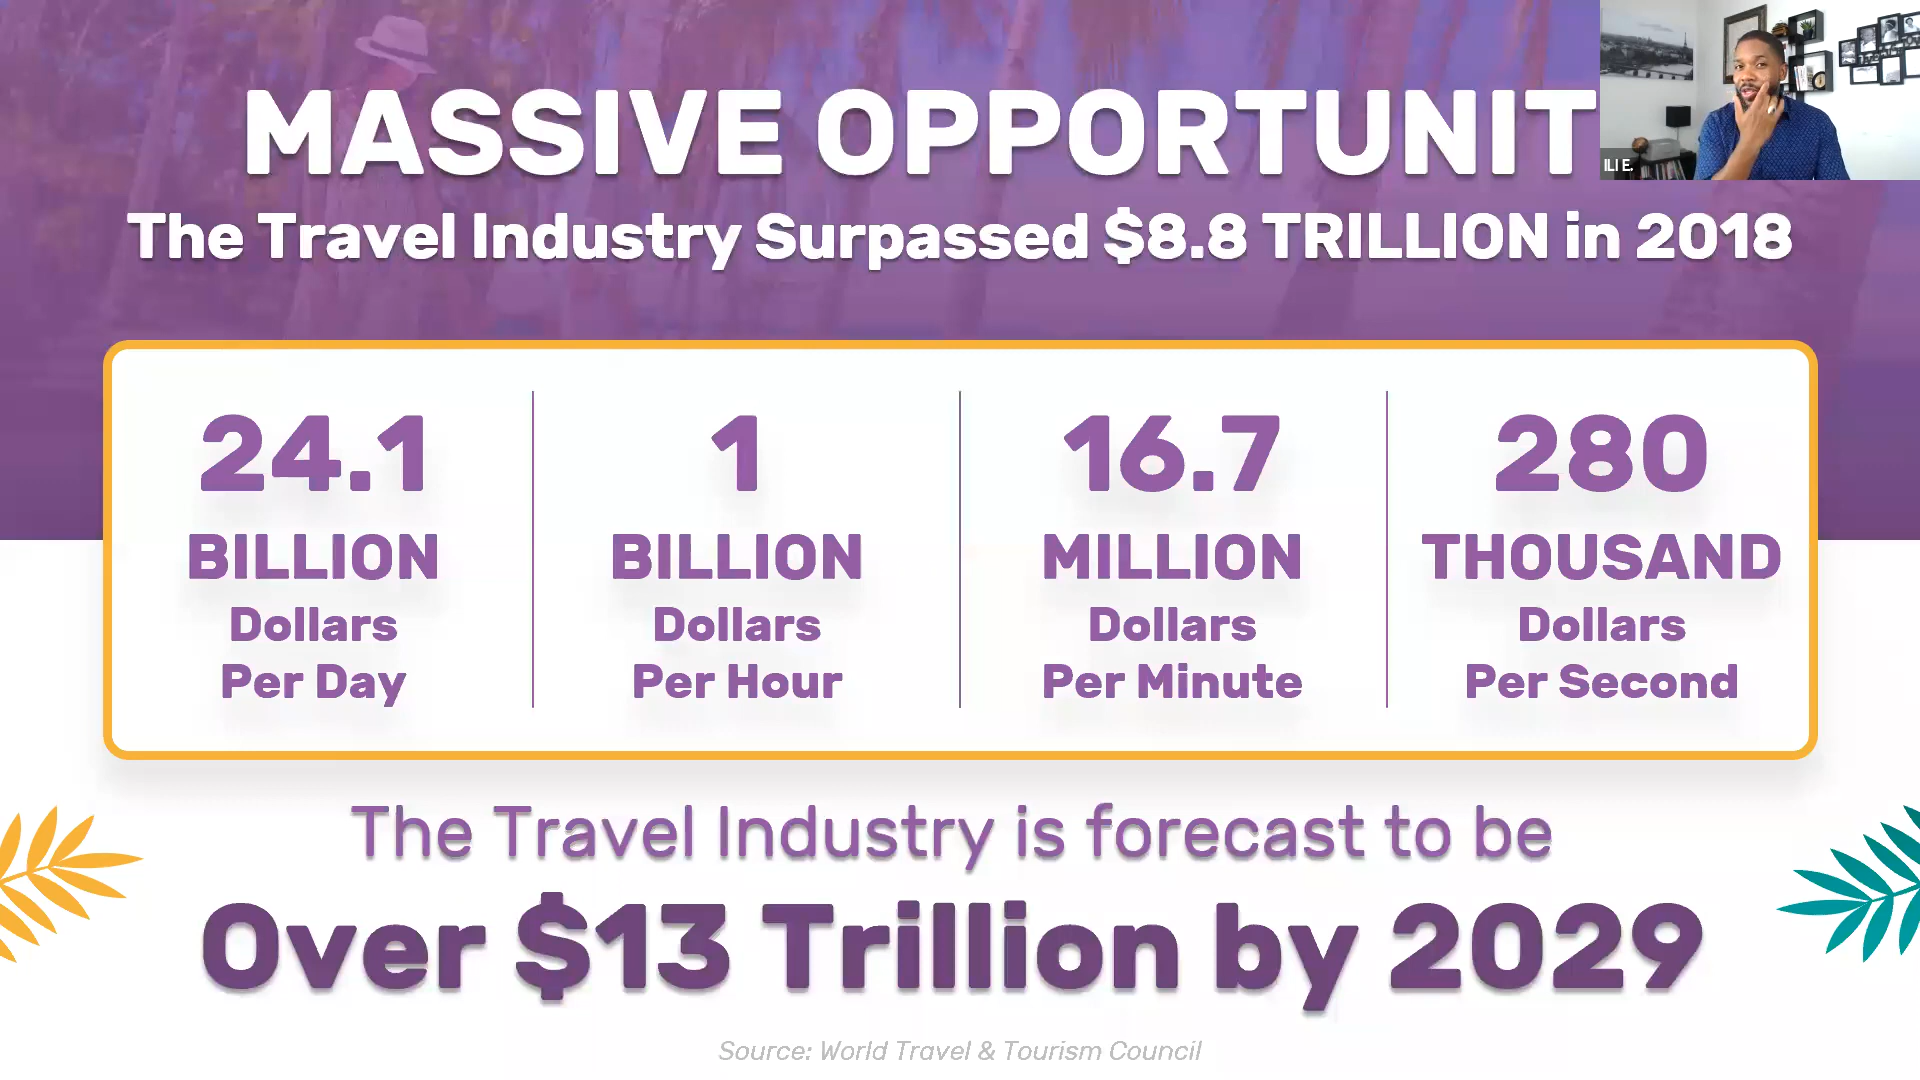 MASSIVE OPPORTUNIT
ILI E.
The Travel Industry Surpassed $8.8 TRILLION in 2018
24.1
BILLION
Dollars
Per Day
1
BILLION
Dollars
Per Hour
16.7
MILLION
Dollars
Per Minute
280
THOUSAND
Dollars
Per Second
The Travel Industry is forecast to be
Over $13 Trillion by 2029
Source: World Travel & Tourism Council